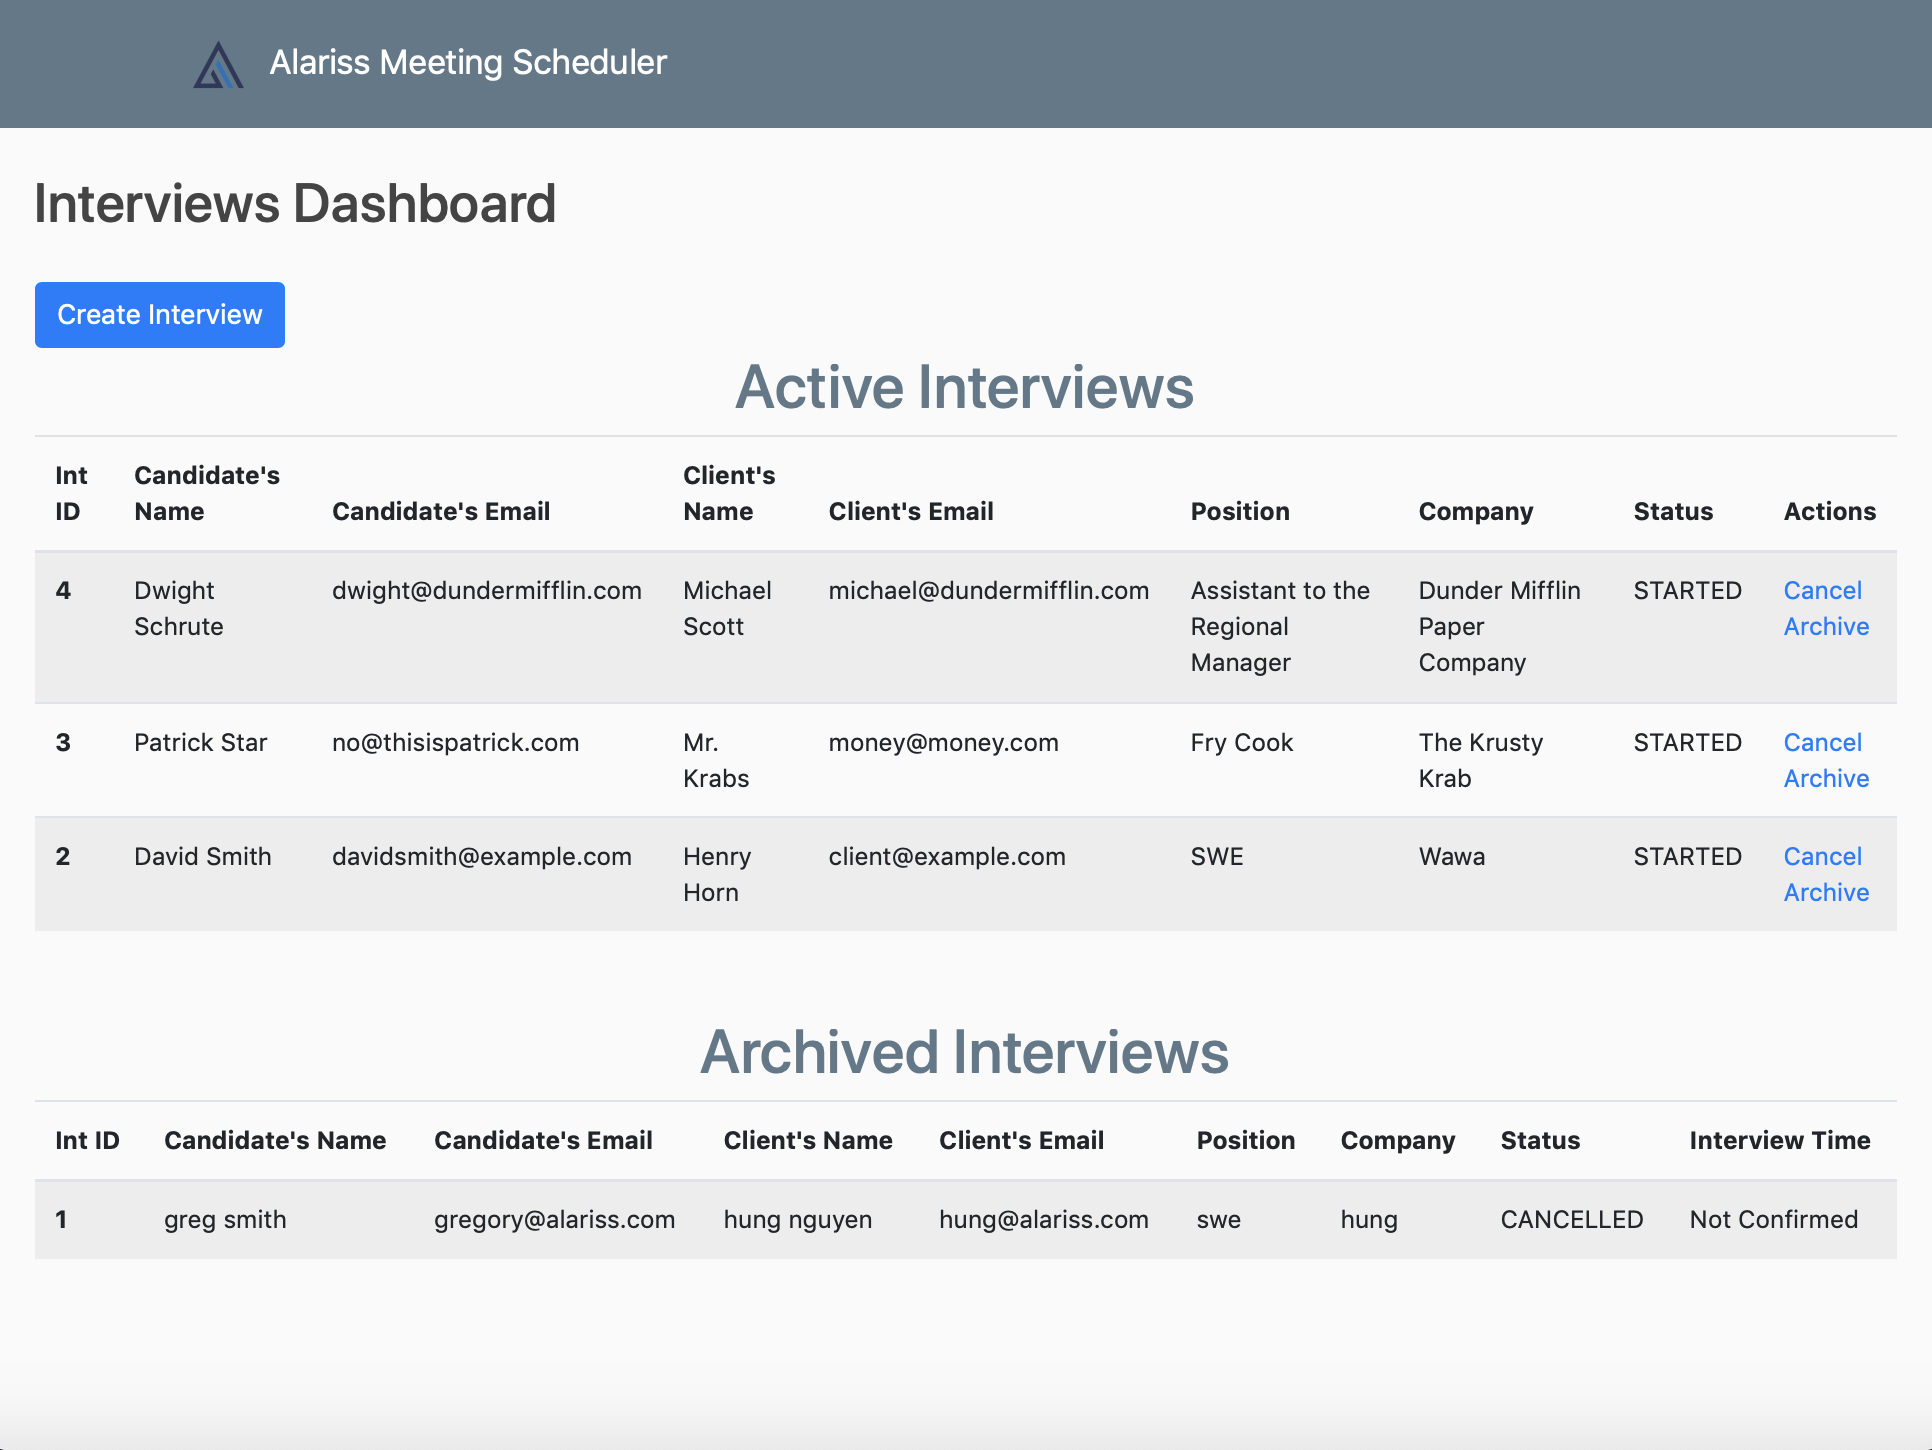 Alariss Meeting Scheduler
Interviews Dashboard
Create Interview
Active Interviews
Int ID Candidate's Name Candidate's Email Client's Name Client's Email Position Company Status Actions
4 Dwight Schrute dwight@dundermifflin.com Michael Scott michael@dundermifflin.com Assistant to the Regional Manager Dunder Mifflin Paper Company STARTED Cancel Archive
3 Patrick Star no@thisispatrick.com Mr. Krabs money@money.com Fry Cook The Krusty Krab STARTED Cancel Archive
2 David Smith davidsmith@example.com Henry Horn client@example.com SWE Wawa STARTED Cancel Archive
Archived Interviews
Int ID Candidate's Name Candidate's Email Client's Name Client's Email Position Company Status Interview Time
1 greg smith gregory@alariss.com hung nguyen hung@alariss.com swe hung CANCELLED Not Confirmed